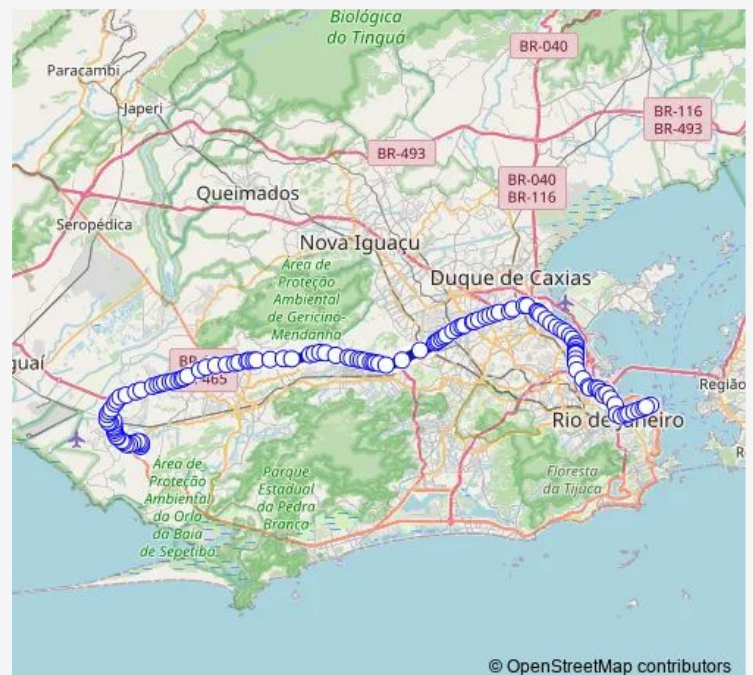 Biológica
do Tinguá
BR-040
Paracambi
Japeri
BR-116
BR-493
BR-493
BR-040
BR-116
Queimados
Seropédica
Nova Iguaçu
Área de
Proteção
Ambiental
de Gericinó-
Mendanha
Duque de Caxias
guaí
BR-
465
Região
Rio de Janeiro
Área de
Proteção
Ambiental
da Orla
da Baía
de Sepetiba
Parque
Estadual
da Pedra
Branca
Floresta
da Tijuca
© OpenStreetMap contributors